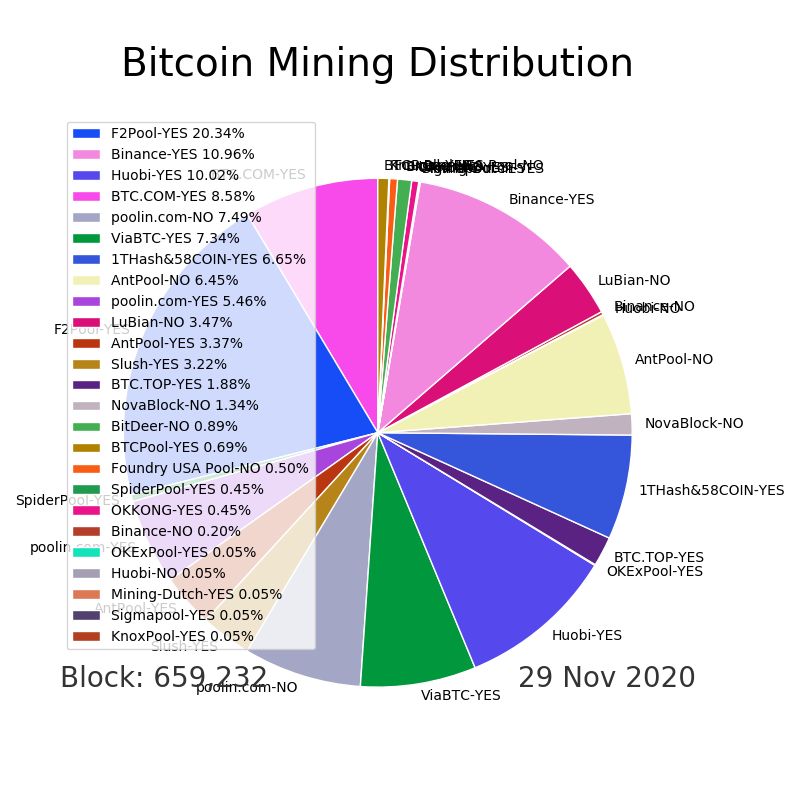 Bitcoin Mining Distribution
F2Pool-YES 20.34%
Binance-YES 10.96%
Huobi-YES 10.02%
BTC.COM-YES 8.58%
poolin.com-NO 7.49%
ViaBTC-YES 7.34%
1THash&58COIN-YES 6.65%
AntPool-NO 6.45%
poolin.com-YES 5.46%
LuBian-NO 3.47%
AntPool-YES 3.37%
Slush-YES 3.22%
BTC.TOP-YES 1.88%
NovaBlock-NO 1.34%
BitDeer-NO 0.89%
BTCPool-YES 0.69%
Foundry USA Pool-NO 0.50%
SpiderPool-YES 0.45%
OKKONG-YES 0.45%
Binance-NO 0.20%
OKExPool-YES 0.05%
Huobi-NO 0.05%
Mining-Dutch-YES 0.05%
Sigmapool-YES 0.05%
KnoxPool-YES 0.05%
Binance-YES
LuBian-NO
Binance-NO
Huobi-NO
AntPool-NO
NovaBlock-NO
1THash&58COIN-YES
BTC.TOP-YES
OKExPool-YES
Huobi-YES
ViaBTC-YES
poolin.com-NO
Slush-YES
AntPool-YES
poolin.com-YES
SpiderPool-YES
F2Pool-YES
Block: 659,232
29 Nov 2020